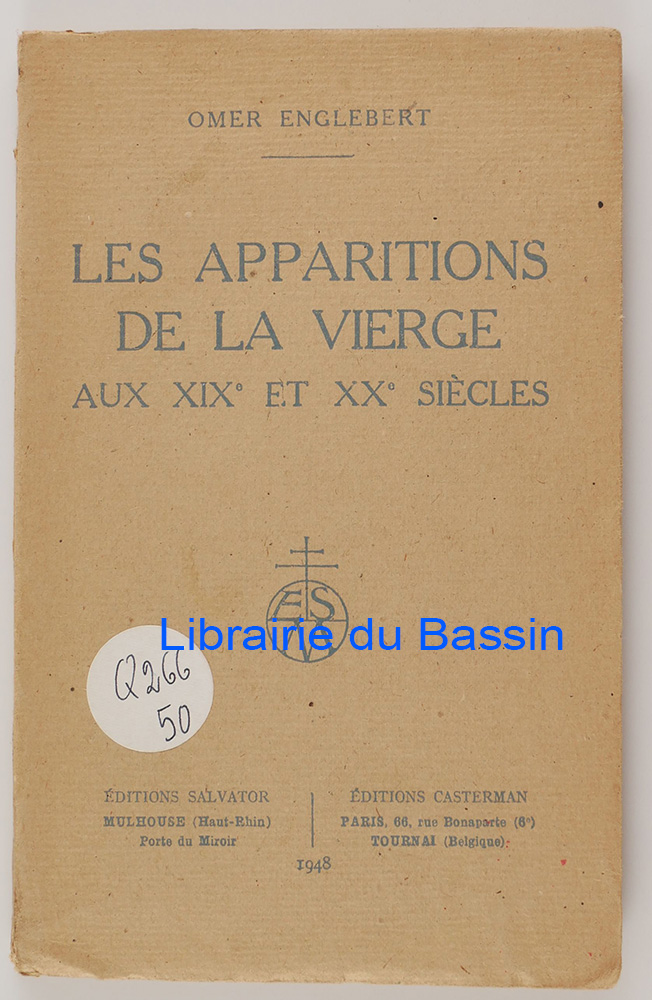 OMER ENGLEBERT
LES APPARITIONS
DE LA VIERGE
AUX XIXe ET XXe SIÈCLES
ÆS
Librairie du Bassin
Q266
50
ÉDITIONS SALVATOR
MULHOUSE (Haut-Rhin)
Porte du Miroir
ÉDITIONS CASTERMAN
PARIS, 66, rue Bonaparte (6e)
TOURNAI (Belgique)
1948